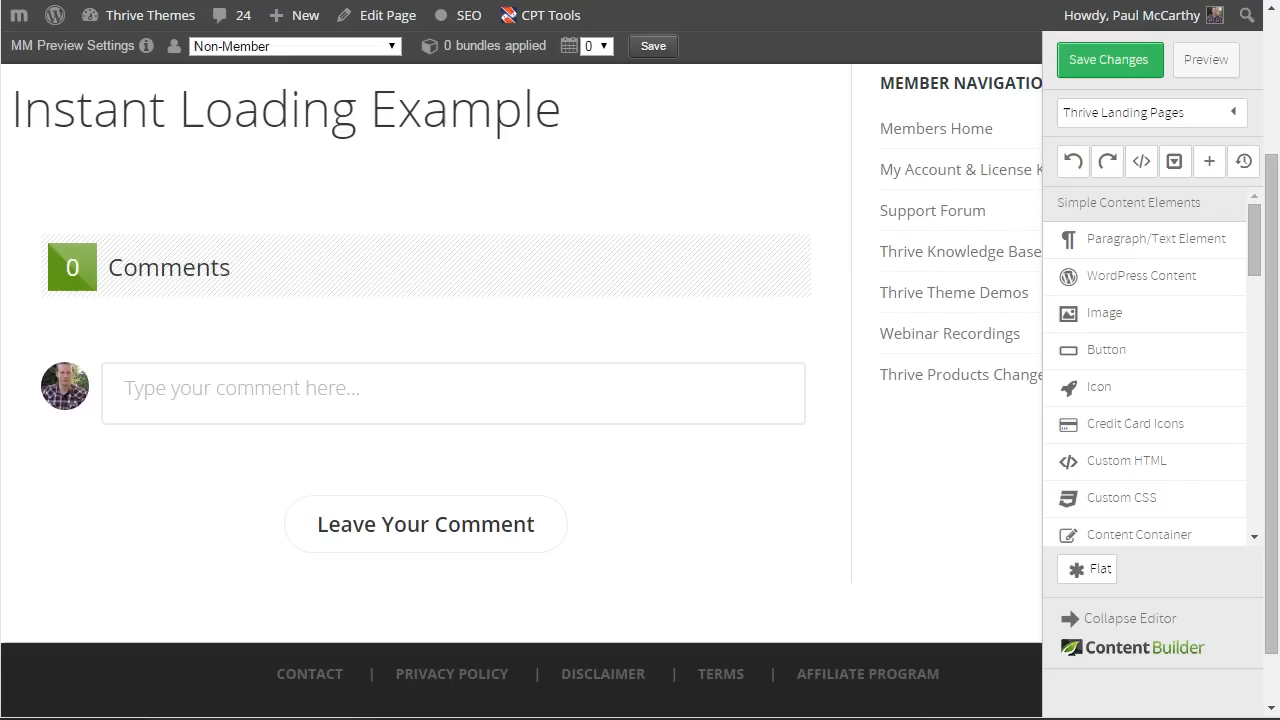 Thrive Themes 24 New Edit Page SEO CPT Tools Howdy, Paul McCarthy
MM Preview Settings Non-Member 0 bundles applied 0 Save
Instant Loading Example
0 Comments
Type your comment here...
Leave Your Comment
MEMBER NAVIGATIO
Members Home
My Account & License K
Support Forum
Thrive Knowledge Base
Thrive Theme Demos
Webinar Recordings
Thrive Products Change
Save Changes Preview
Thrive Landing Pages
Simple Content Elements
Paragraph/Text Element
WordPress Content
Image
Button
Icon
Credit Card Icons
Custom HTML
Custom CSS
Content Container
Flat
Collapse Editor
Content Builder
CONTACT | PRIVACY POLICY | DISCLAIMER | TERMS | AFFILIATE PROGRAM